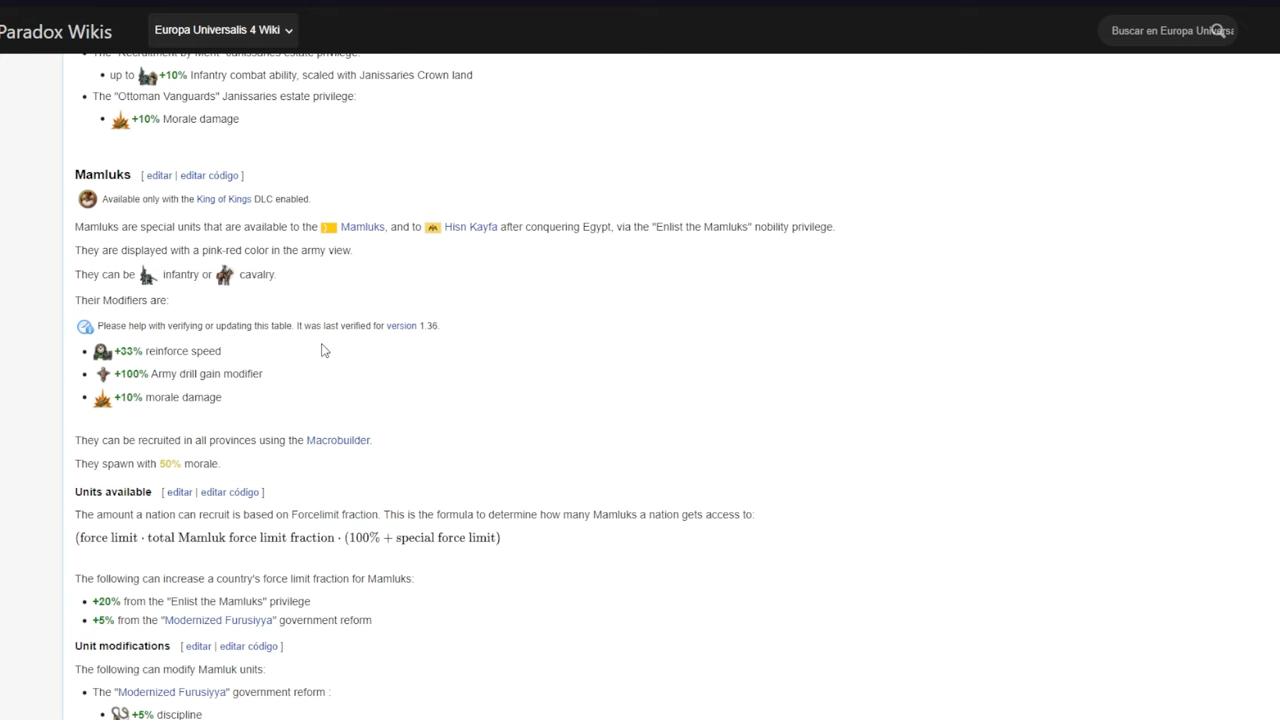 Paradox Wikis
Europa Universalis 4 Wiki
Buscar en Europa Universa
The "Recruitment by Merit" Janissaries estate privilege:
• up to +10% Infantry combat ability, scaled with Janissaries Crown land
• The "Ottoman Vanguards" Janissaries estate privilege:
• +10% Morale damage
Mamluks [ editar | editar código ]
Available only with the King of Kings DLC enabled.
Mamluks are special units that are available to the Mamluks, and to Hisn Kayfa after conquering Egypt, via the "Enlist the Mamluks" nobility privilege.
They are displayed with a pink-red color in the army view.
They can be infantry or cavalry.
Their Modifiers are:
Please help with verifying or updating this table. It was last verified for version 1.36.
• +33% reinforce speed
• +100% Army drill gain modifier
• +10% morale damage
They can be recruited in all provinces using the Macrobuilder.
They spawn with 50% morale.
Units available [ editar | editar código ]
The amount a nation can recruit is based on Forcelimit fraction. This is the formula to determine how many Mamluks a nation gets access to:
(force limit · total Mamluk force limit fraction · (100% + special force limit)
The following can increase a country's force limit fraction for Mamluks:
• +20% from the "Enlist the Mamluks" privilege
• +5% from the "Modernized Furusiyya" government reform
Unit modifications [ editar | editar código ]
The following can modify Mamluk units:
• The "Modernized Furusiyya" government reform :
• +5% discipline